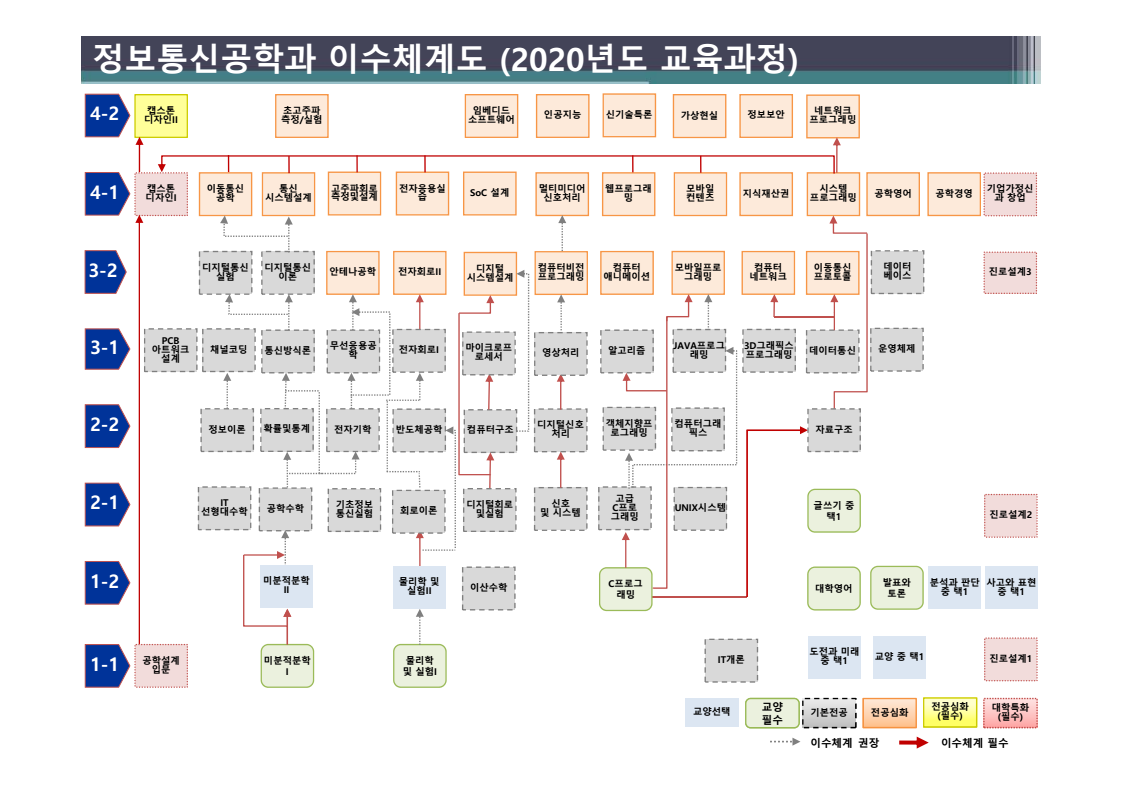 정보통신공학과 이수체계도 (2020년도 교육과정)
4-2
캡스톤
디자인II
초고주파
측정/실험
임베디드
소프트웨어
인공지능
신기술특론
가상현실
정보보안
네트워크
프로그래밍
4-1
캡스톤
디자인I
이동통신
공학
통신
시스템설계
고주파회로
측정및설계
전자응용실
습
SoC 설계
멀티미디어
신호처리
웹프로그래
밍
모바일
컨텐츠
지식재산권
시스템
프로그래밍
공학영어
공학경영
기업가정신
과 창업
3-2
디지털통신
실험
디지털통신
이론
안테나공학
전자회로II
디지털
시스템설계
컴퓨터비전
프로그래밍
컴퓨터
애니메이션
모바일프로
그래밍
컴퓨터
네트워크
이동통신
프로토콜
데이터
베이스
진로설계3
3-1
PCB
아트워크
설계
채널코딩
통신방식론
무선응용공
학
전자회로I
마이크로프
로세서
영상처리
알고리즘
JAVA프로그
래밍
3D그래픽스
프로그래밍
데이터통신
운영체제
2-2
정보이론
확률및통계
전자기학
반도체공학
컴퓨터구조
디지털신호
처리
객체지향프
로그래밍
컴퓨터그래
픽스
자료구조
2-1
IT
선형대수학
공학수학
기초정보
통신실험
회로이론
디지털회로
및실험
신호
및 시스템
고급
C프로
그래밍
UNIX시스템
글쓰기 중
택1
진로설계2
1-2
미분적분학
II
물리학 및
실험II
이산수학
C프로그
래밍
대학영어
발표와
토론
분석과 판단
중 택1
사고와 표현
중 택1
1-1
공학설계
입문
미분적분학
I
물리학
및 실험I
IT개론
도전과 미래
중 택1
교양 중 택1
진로설계1
교양선택
교양
필수
기본전공
전공심화
전공심화
(필수)
대학특화
(필수)
이수체계 권장
이수체계 필수